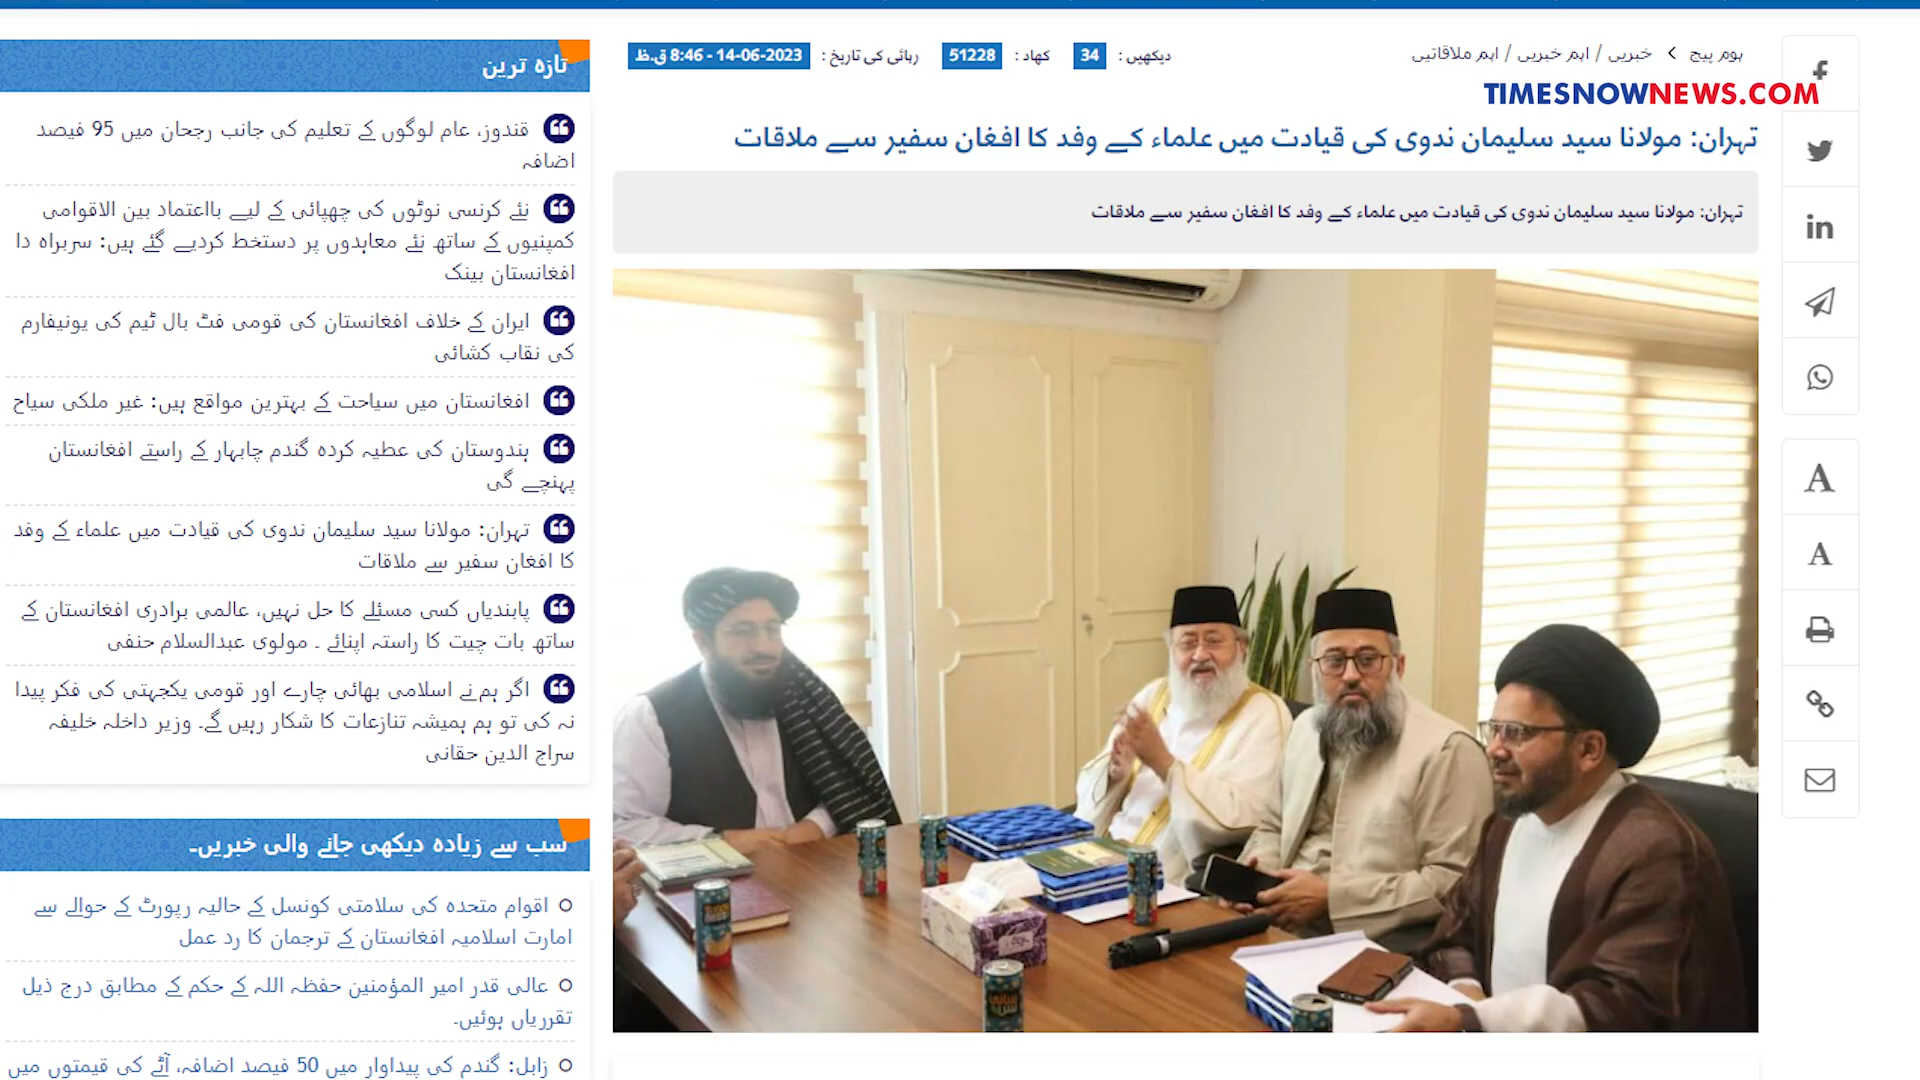 ہوم پیج
خبریں / اہم خبریں / اہم ملاقاتیں
دیکھیں: 34 کھاد: 51228 رہائی کی تاریخ: 14-06-2023 - 8:46 ق.ظ
TIMESNOWNEWS.COM
تہران: مولانا سید سلیمان ندوی کی قیادت میں علماء کے وفد کا افغان سفیر سے ملاقات
تہران: مولانا سید سلیمان ندوی کی قیادت میں علماء کے وفد کا افغان سفیر سے ملاقات
A
A
تازہ ترین
قندوز، عام لوگوں کے تعلیم کی جانب رجحان میں 95 فیصد
اضافہ
نئے کرنسی نوٹوں کی چھپائی کے لیے بااعتماد بین الاقوامی
کمپنیوں کے ساتھ نئے معاہدوں پر دستخط کردیے گئے ہیں: سربراہ دا
افغانستان بینک
ایران کے خلاف افغانستان کی قومی فٹ بال ٹیم کی یونیفارم
کی نقاب کشائی
افغانستان میں سیاحت کے بہترین مواقع ہیں: غیر ملکی سیاح
ہندوستان کی عطیہ کردہ گندم چابہار کے راستے افغانستان
پہنچے گی
تہران: مولانا سید سلیمان ندوی کی قیادت میں علماء کے وفد
کا افغان سفیر سے ملاقات
پابندیاں کسی مسئلے کا حل نہیں، عالمی برادری افغانستان کے
ساتھ بات چیت کا راستہ اپنائے ۔ مولوی عبدالسلام حنفی
اگر ہم نے اسلامی بھائی چارے اور قومی یکجہتی کی فکر پیدا
نہ کی تو ہم ہمیشہ تنازعات کا شکار رہیں گے۔ وزیر داخلہ خلیفہ
سراج الدین حقانی
سب سے زیادہ دیکھی جانے والی خبریں۔
اقوام متحدہ کی سلامتی کونسل کے حالیہ رپورٹ کے حوالے سے
امارت اسلامیہ افغانستان کے ترجمان کا رد عمل
عالی قدر امیر المؤمنین حفظہ اللہ کے حکم کے مطابق درج ذیل
تقرریاں ہوئیں۔
زابل: گندم کی پیداوار میں 50 فیصد اضافہ، آٹے کی قیمتوں میں